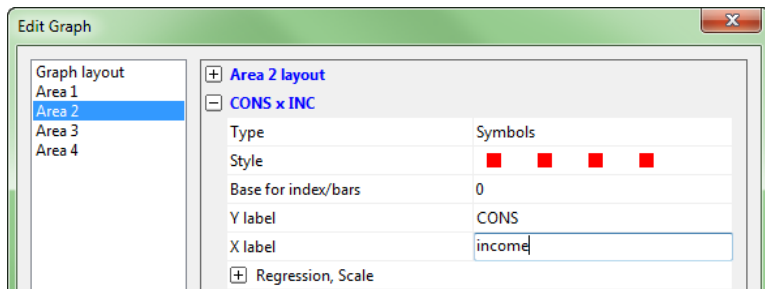 Edit Graph
Graph layout
Area 1
Area 2
Area 3
Area 4
Area 2 layout
CONS x INC
Type Symbols
Style
Base for index/bars 0
Y label CONS
X label income
Regression, Scale